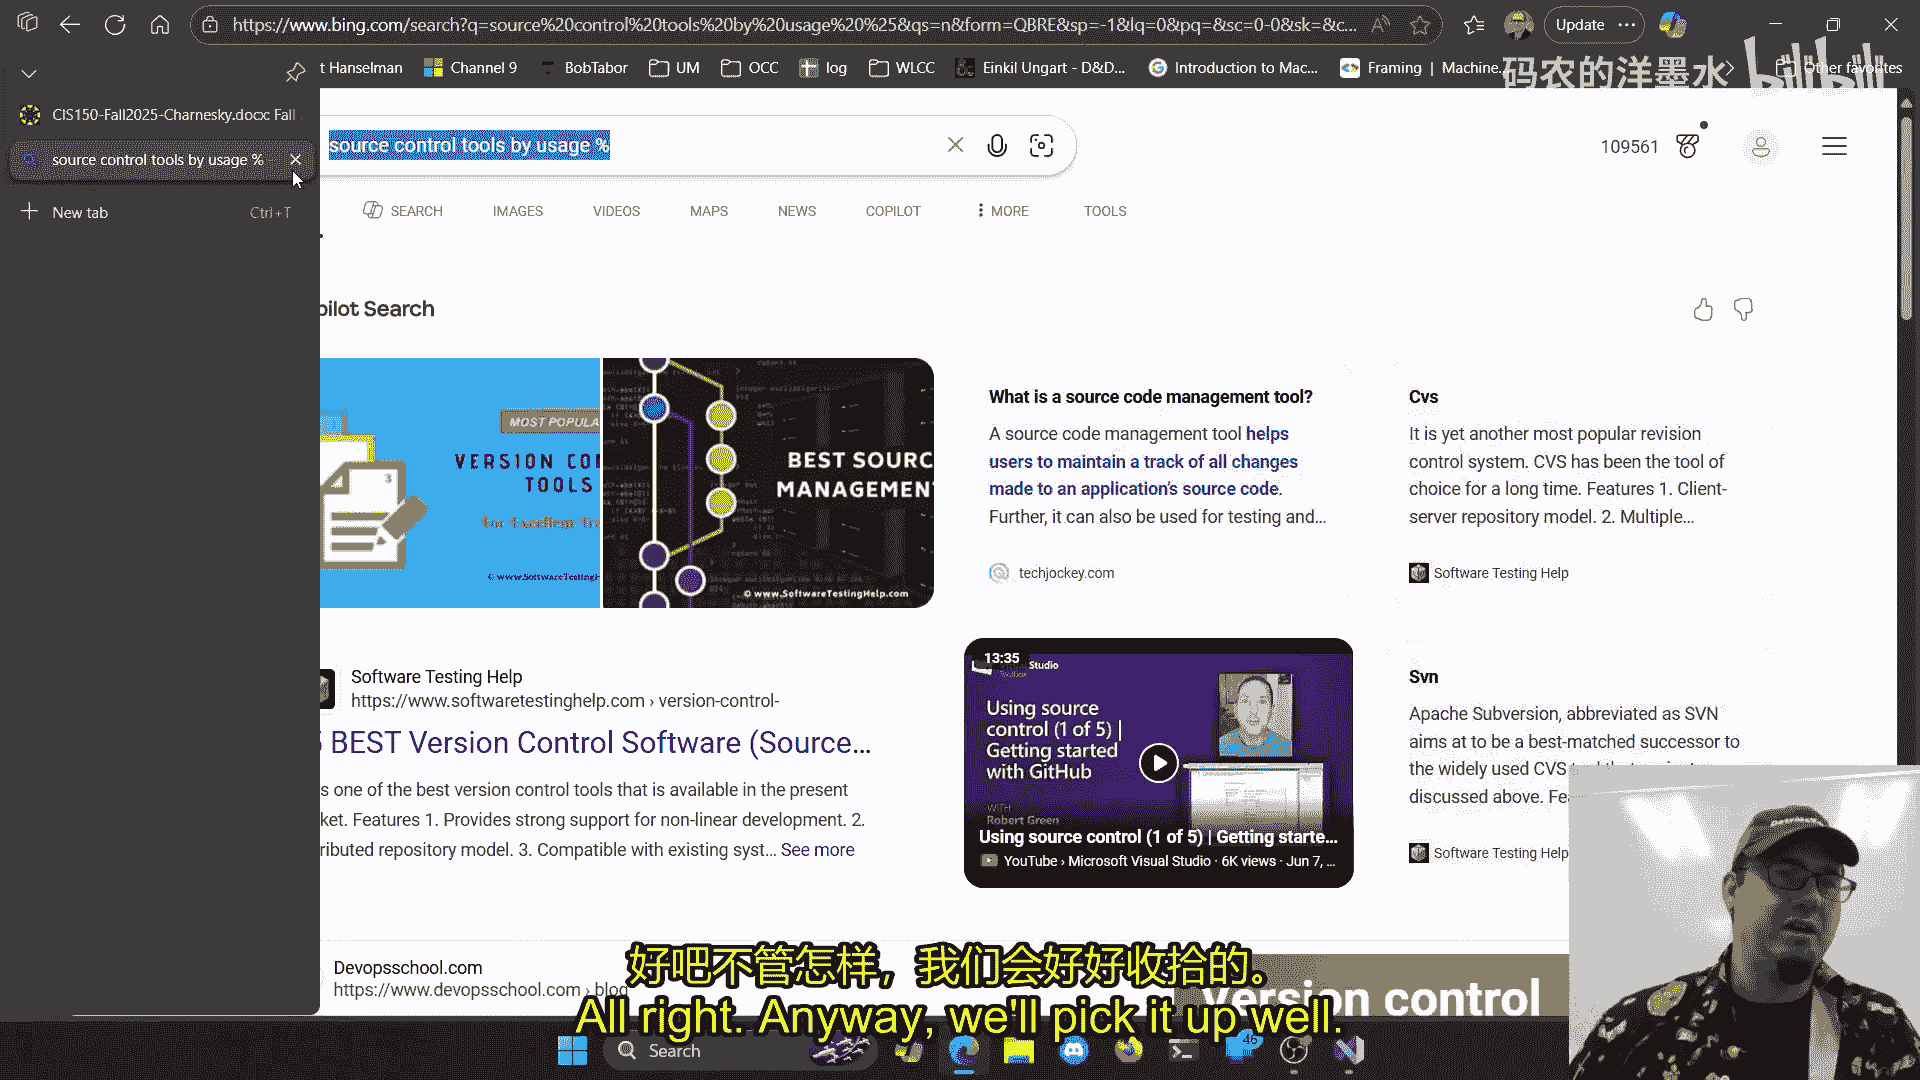 https://www.bing.com/search?q=source%20control%20tools%20by%20usage%20%25&qs=n&form=QBRE&sp=-1&lq=0&pq=&sc=0-0&sk=&c...
Update
t Hanselman
Channel 9
BobTabor
UM
OCC
log
WLCC
Einkil Ungart - D&D...
Introduction to Mac...
Framing | Machine...
Other favorites
码农的洋墨水
bilibili
CIS150-Fall2025-Charnesky.docx Fall
source control tools by usage %
New tab
Ctrl+T
source control tools by usage %
109561
SEARCH
IMAGES
VIDEOS
MAPS
NEWS
COPILOT
MORE
TOOLS
pilot Search
MOST POPULA
VERSION CON
TOOLS
BEST SOURC
MANAGEMENT
© www.SoftwareTestingH
© www.SoftwareTestingHelp.com
What is a source code management tool?
A source code management tool helps
users to maintain a track of all changes
made to an application's source code.
Further, it can also be used for testing and...
techjockey.com
Cvs
It is yet another most popular revision
control system. CVS has been the tool of
choice for a long time. Features 1. Client-
server repository model. 2. Multiple...
Software Testing Help
Software Testing Help
https://www.softwaretestinghelp.com › version-control-
5 BEST Version Control Software (Source...
s one of the best version control tools that is available in the present
ket. Features 1. Provides strong support for non-linear development. 2.
ributed repository model. 3. Compatible with existing syst... See more
13:35
Studio
Using source
control (1 of 5) |
Getting started
with GitHub
WITH
Robert Green
Using source control (1 of 5) | Getting starte...
YouTube › Microsoft Visual Studio · 6K views · Jun 7, ...
Svn
Apache Subversion, abbreviated as SVN
aims at to be a best-matched successor to
the widely used CVS
discussed above. Fe
Software Testing Help
Devopsschool.com
https://www.devopsschool.com › blog
version control
好吧不管怎样，我们会好好收拾的。
All right. Anyway, we'll pick it up well.
Search
46